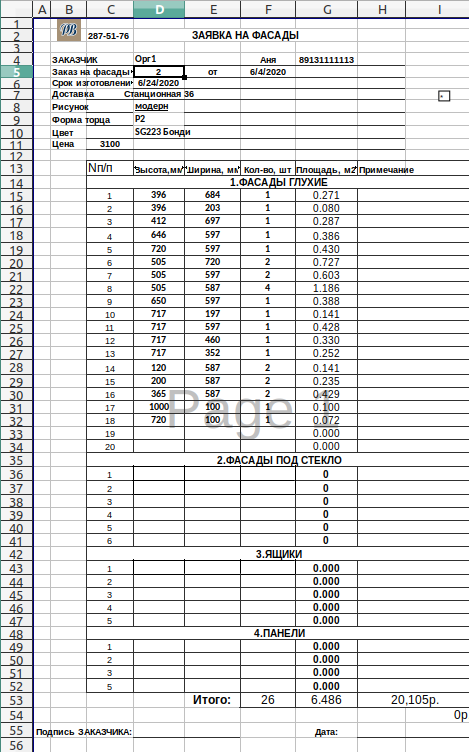 A B C D E F G H I
1
2 РВ 287-51-76 ЗАЯВКА НА ФАСАДЫ
3
4 ЗАКАЗЧИК Орг1 Аня 89131111113
5 Заказ на фасады 2 от 6/4/2020
6 Срок изготовлени 6/24/2020
7 Доставка Станционная 36
8 Рисунок модерн
9 Форма торца Р2
10 Цвет SG223 Бонди
11 Цена 3100
12
13 Nп/п Высота,мм Ширина, мм Кол-во, шт Площадь, м2 Примечание
14 1.ФАСАДЫ ГЛУХИЕ
15 1 396 684 1 0.271
16 2 396 203 1 0.080
17 3 412 697 1 0.287
18 4 646 597 1 0.386
19 5 720 597 1 0.430
20 6 505 720 2 0.727
21 7 505 597 2 0.603
22 8 505 587 4 1.186
23 9 650 597 1 0.388
24 10 717 197 1 0.141
25 11 717 597 1 0.428
26 12 717 460 1 0.330
27 13 717 352 1 0.252
28 14 120 587 2 0.141
29 15 200 587 2 0.235
30 16 365 587 2 0.429
31 17 1000 100 1 0.100
32 18 720 100 1 0.072
Page 1
33 19 0.000
34 20 0.000
35 2.ФАСАДЫ ПОД СТЕКЛО
36 1 0
37 2 0
38 3 0
39 4 0
40 5 0
41 6 0
42 3.ЯЩИКИ
43 1 0.000
44 2 0.000
45 3 0.000
46 4 0.000
47 5 0.000
48 4.ПАНЕЛИ
49 1 0.000
50 2 0.000
51 3 0.000
52 5 0.000
53 Итого: 26 6.486 20,105р.
54 0р
55 Подпись ЗАКАЗЧИКА: Дата:
56